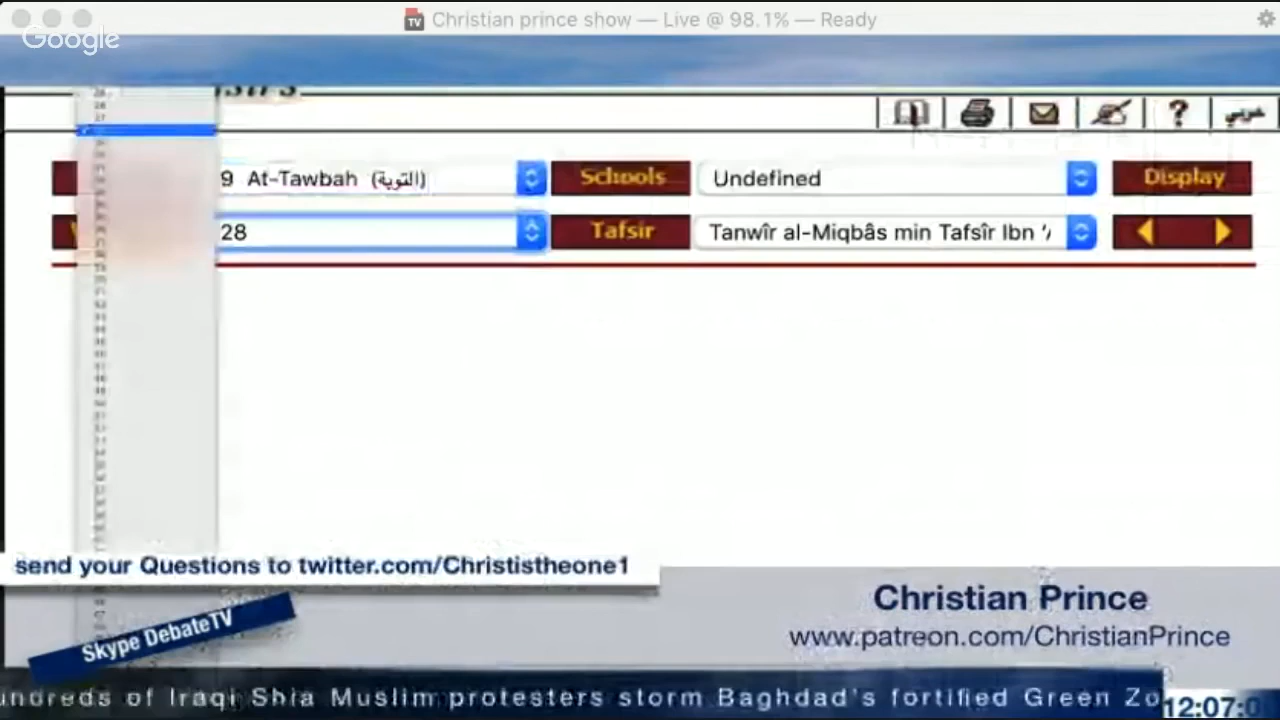 Christian prince show — Live @ 98.1% — Ready
Google
عربي
9 At-Tawbah (التوبة)
Schools
Undefined
Display
28
Tafsir
Tanwîr al-Miqbâs min Tafsîr Ibn ‘
send your Questions to twitter.com/Christistheone1
Christian Prince
www.patreon.com/ChristianPrince
Skype DebateTV
undreds of Iraqi Shia Muslim protesters storm Baghdad's fortified Green Zo
12:07:0